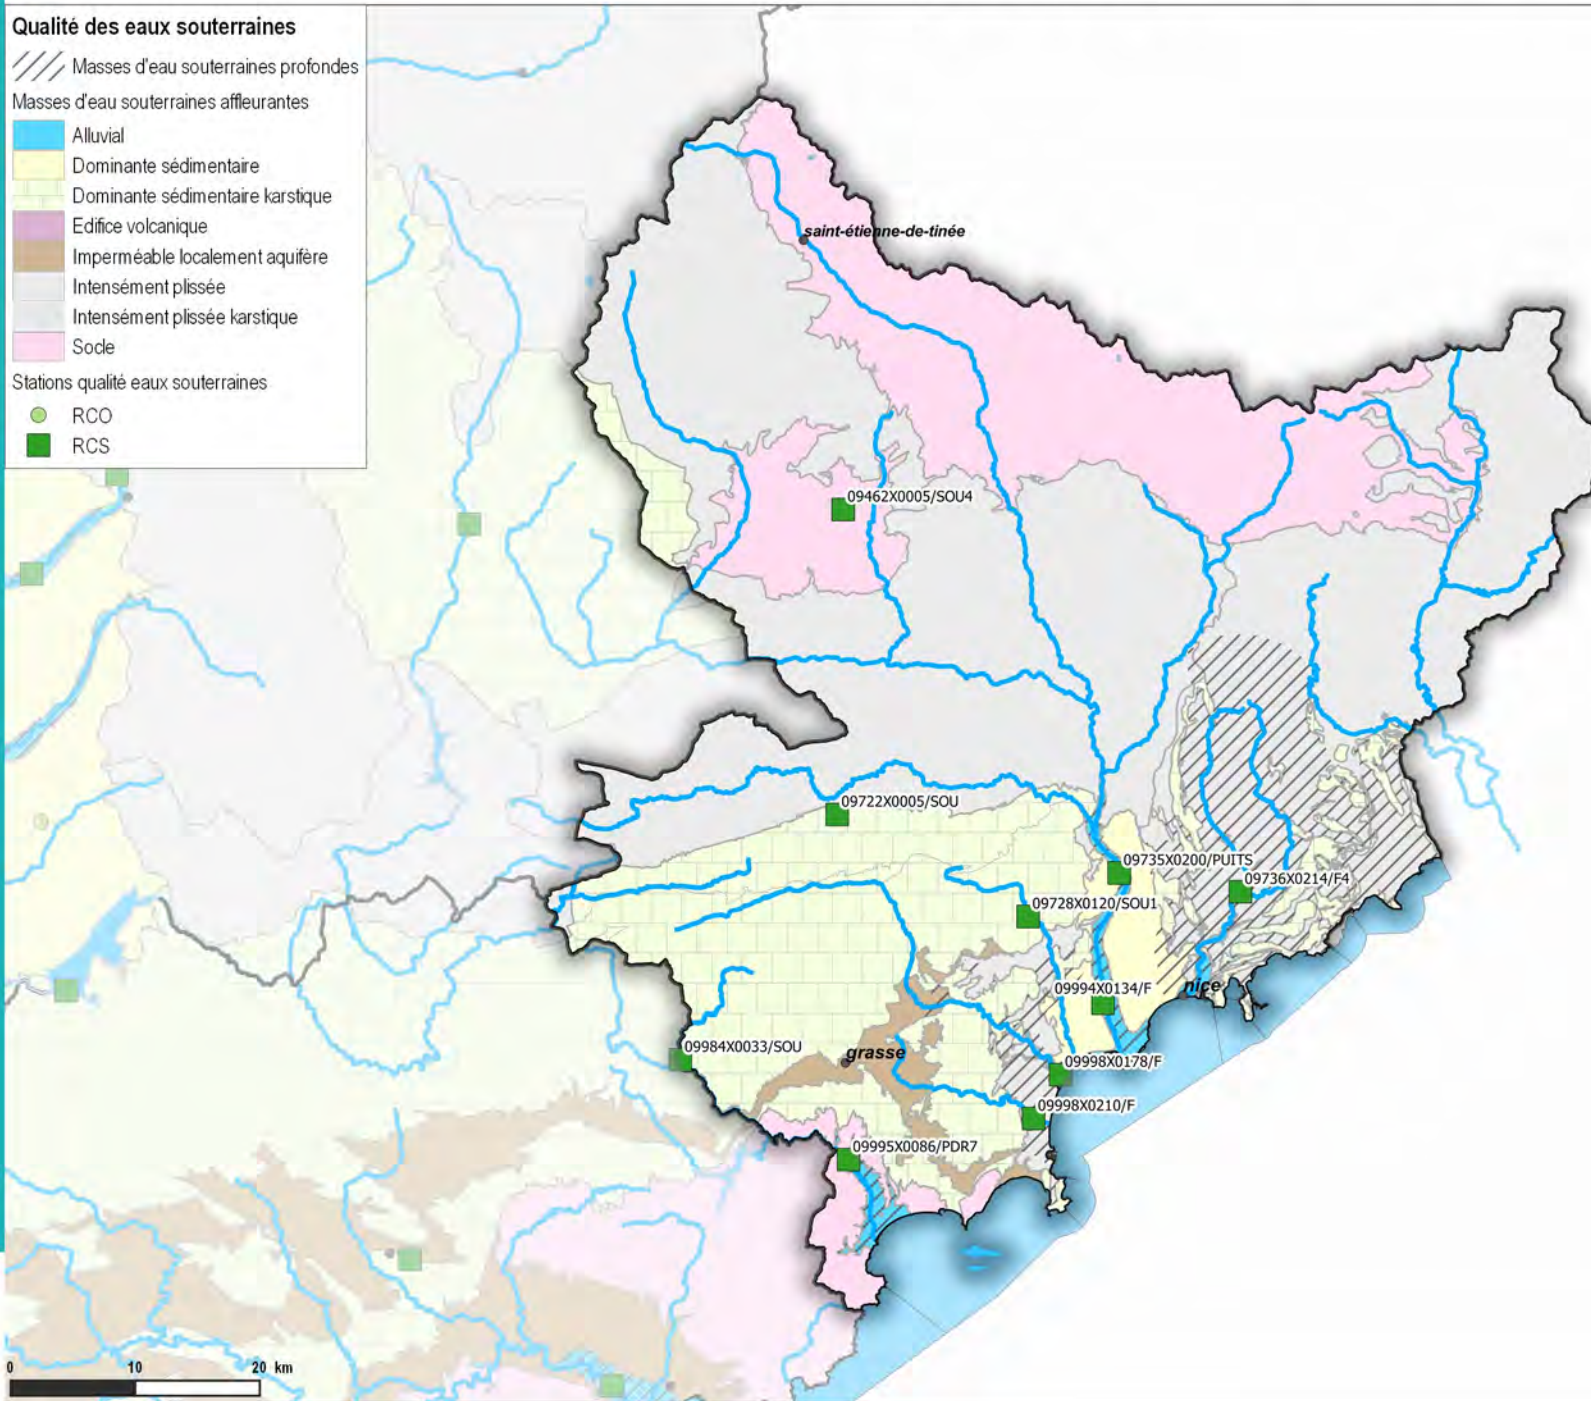 Qualité des eaux souterraines
Masses d'eau souterraines profondes
Masses d'eau souterraines affleurantes
Alluvial
Dominante sédimentaire
Dominante sédimentaire karstique
Edifice volcanique
Imperméable localement aquifère
Intensément plissée
Intensément plissée karstique
Socle
Stations qualité eaux souterraines
RCO
RCS
saint-étienne-de-tinée
09462X0005/SOU4
09722X0005/SOU
09735X0200/PUITS
09736X0214/F4
09728X0120/SOU1
09994X0134/F
nice
09984X0033/SOU
grasse
09998X0178/F
09998X0210/F
09995X0086/PDR7
0 10 20 km